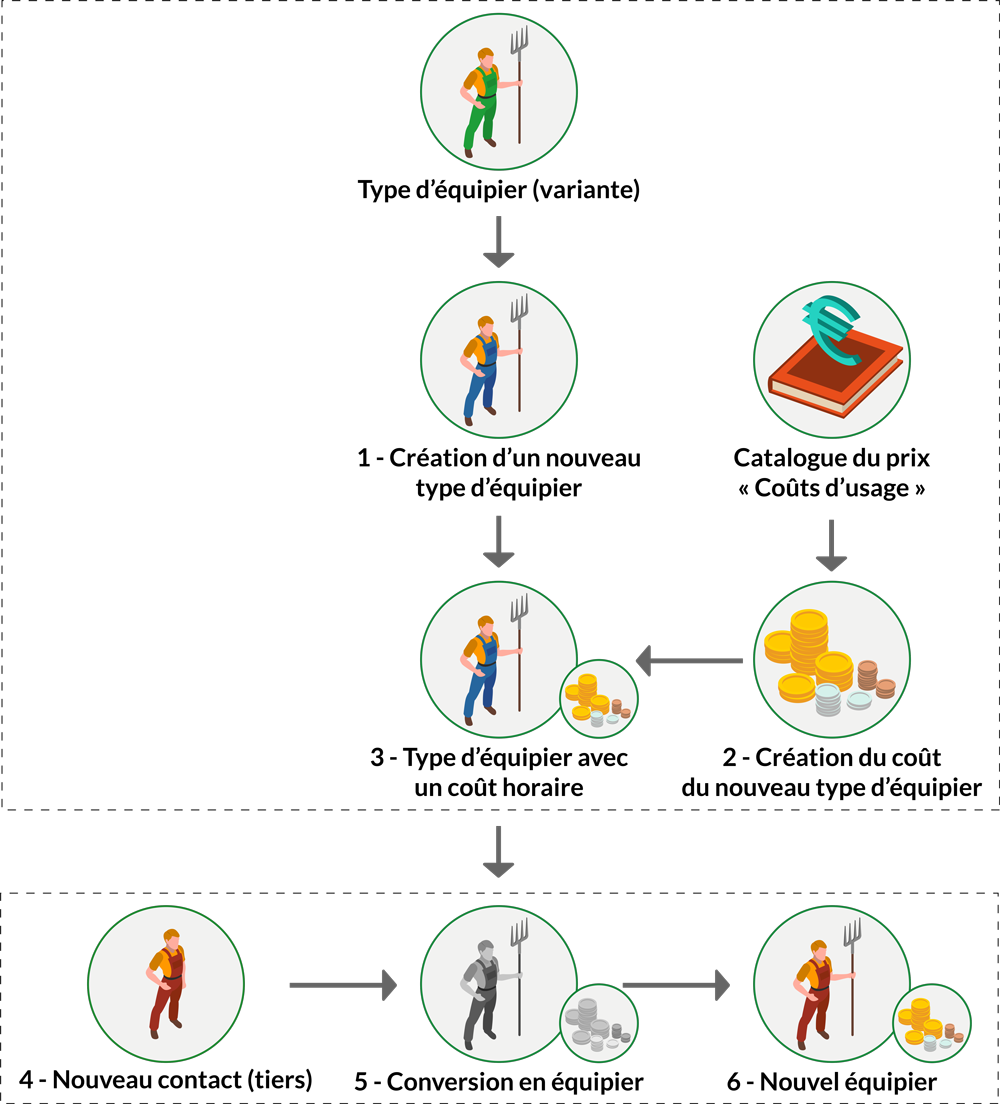 Type d’équipier (variante)
1 - Création d’un nouveau
type d’équipier
Catalogue du prix
« Coûts d’usage »
3 - Type d’équipier avec
un coût horaire
2 - Création du coût
du nouveau type d’équipier
4 - Nouveau contact (tiers)
5 - Conversion en équipier
6 - Nouvel équipier